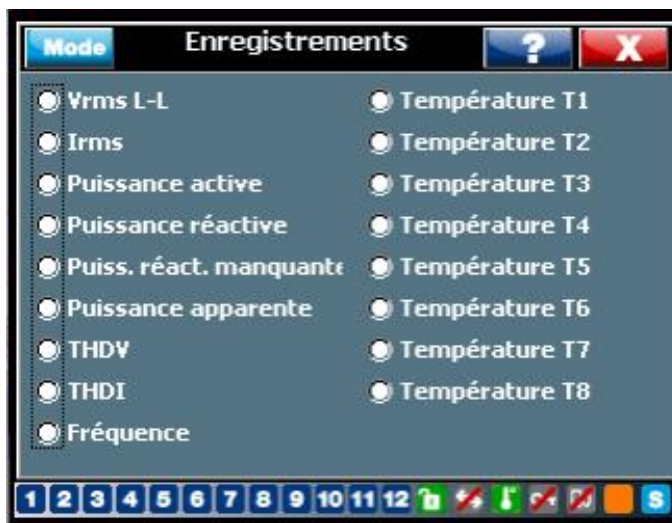 Mode Enregistrements ? X
Vrms L-L
Irms
Puissance active
Puissance réactive
Puiss. réact. manquante
Puissance apparente
THDV
THDI
Fréquence
Température T1
Température T2
Température T3
Température T4
Température T5
Température T6
Température T7
Température T8
1 2 3 4 5 6 7 8 9 10 11 12 S